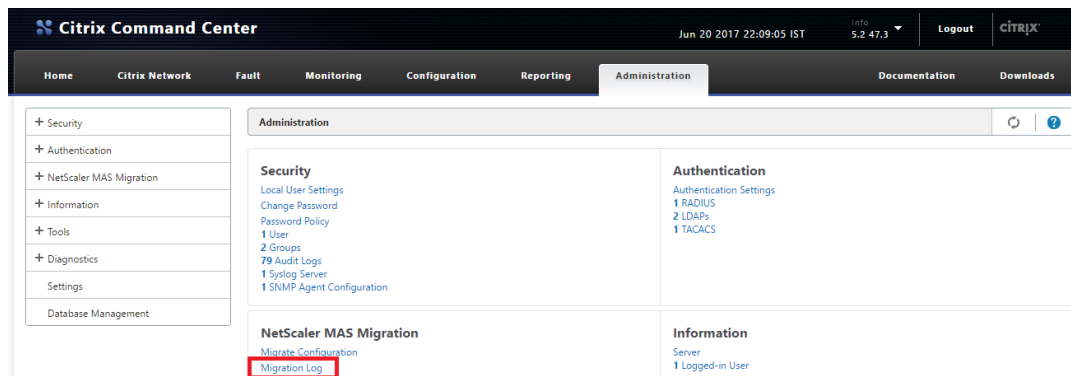 Citrix Command Center
Jun 20 2017 22:09:05 IST
Info
5.2 47.3
Logout
CITRIX
Home
Citrix Network
Fault
Monitoring
Configuration
Reporting
Administration
Documentation
Downloads
+ Security
+ Authentication
+ NetScaler MAS Migration
+ Information
+ Tools
+ Diagnostics
Settings
Database Management
Administration
?
Security
Local User Settings
Change Password
Password Policy
1 User
2 Groups
79 Audit Logs
1 Syslog Server
1 SNMP Agent Configuration
Authentication
Authentication Settings
1 RADIUS
2 LDAPs
1 TACACS
NetScaler MAS Migration
Migrate Configuration
Migration Log
Information
Server
1 Logged-in User